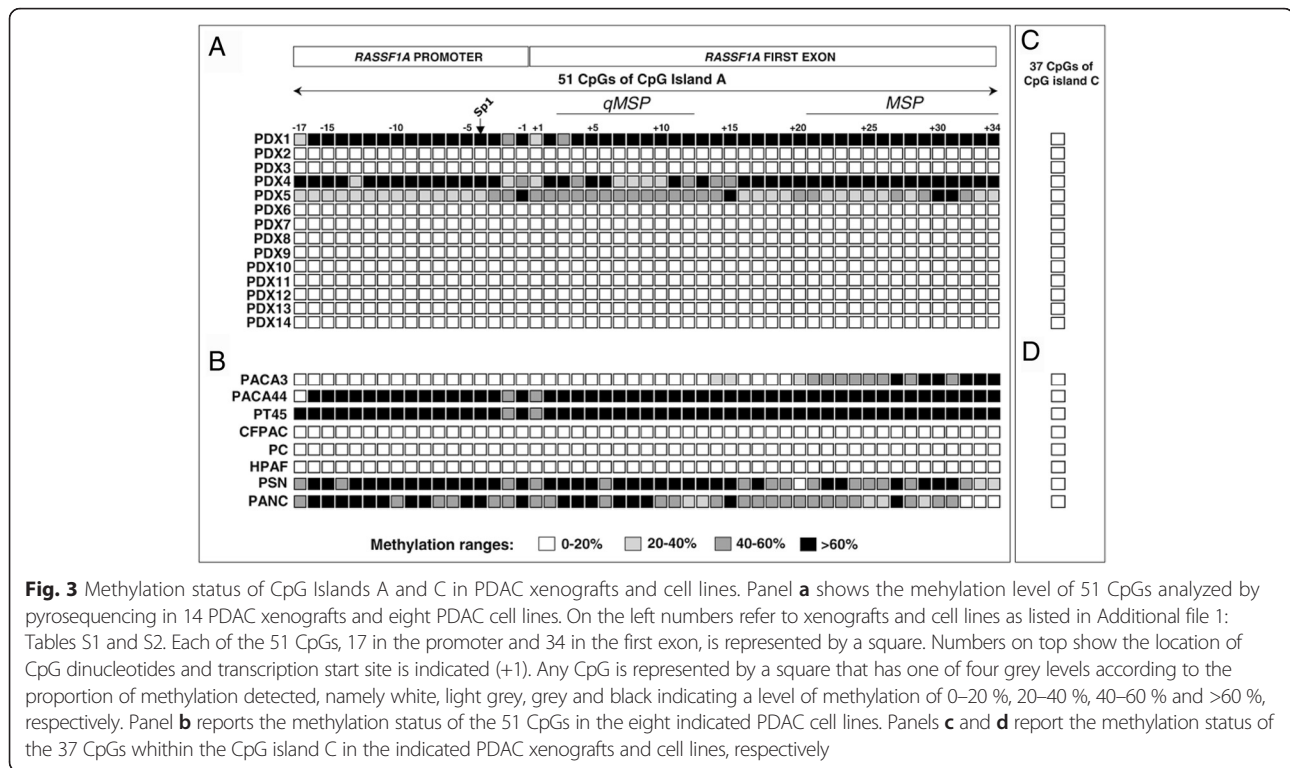 A
C
RASSF1A PROMOTER
RASSF1A FIRST EXON
37 CpGs of
CpG island C
51 CpGs of CpG Island A
Sp1
qMSP
MSP
-17 -15 -10 -5 -1 +1 +5 +10 +15 +20 +25 +30 +34
PDX1
PDX2
PDX3
PDX4
PDX5
PDX6
PDX7
PDX8
PDX9
PDX10
PDX11
PDX12
PDX13
PDX14
B
D
PACA3
PACA44
PT45
CFPAC
PC
HPAF
PSN
PANC
Methylation ranges: 0-20% 20-40% 40-60% >60%
Fig. 3 Methylation status of CpG Islands A and C in PDAC xenografts and cell lines. Panel a shows the mehylation level of 51 CpGs analyzed by
pyrosequencing in 14 PDAC xenografts and eight PDAC cell lines. On the left numbers refer to xenografts and cell lines as listed in Additional file 1:
Tables S1 and S2. Each of the 51 CpGs, 17 in the promoter and 34 in the first exon, is represented by a square. Numbers on top show the location of
CpG dinucleotides and transcription start site is indicated (+1). Any CpG is represented by a square that has one of four grey levels according to the
proportion of methylation detected, namely white, light grey, grey and black indicating a level of methylation of 0–20 %, 20–40 %, 40–60 % and >60 %,
respectively. Panel b reports the methylation status of the 51 CpGs in the eight indicated PDAC cell lines. Panels c and d report the methylation status of
the 37 CpGs whithin the CpG island C in the indicated PDAC xenografts and cell lines, respectively